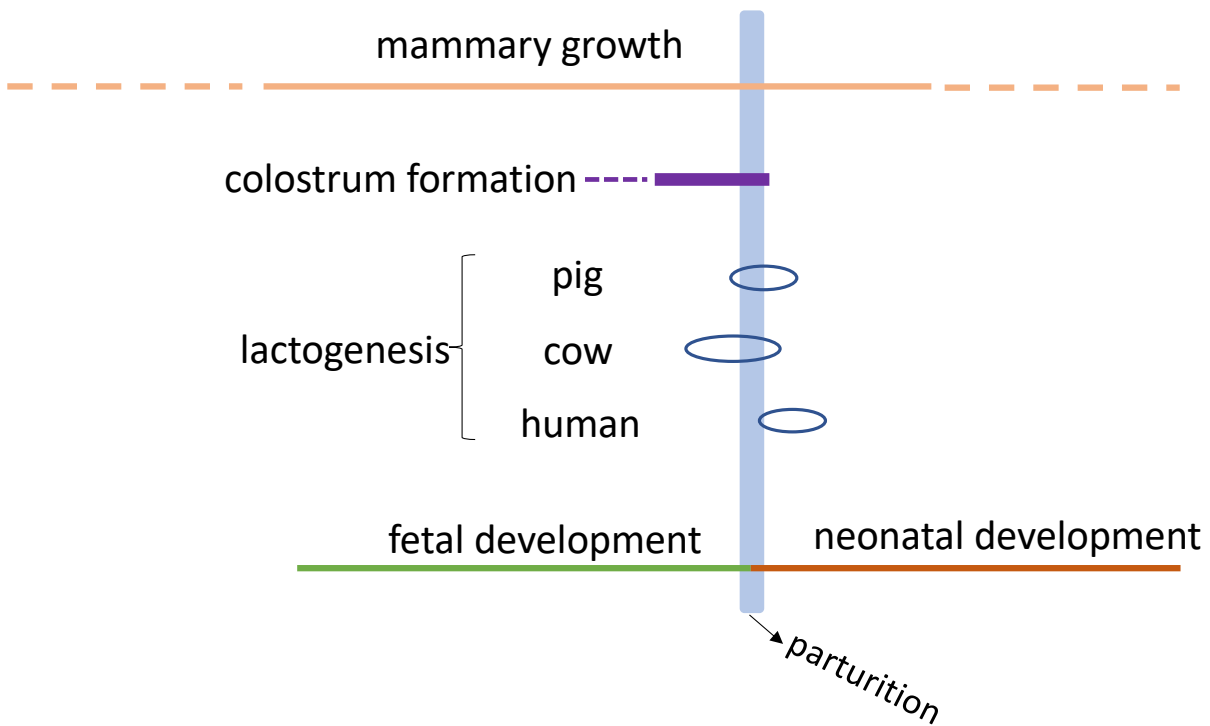 mammary growth
colostrum formation
pig
lactogenesis
cow
human
fetal development
neonatal development
parturition